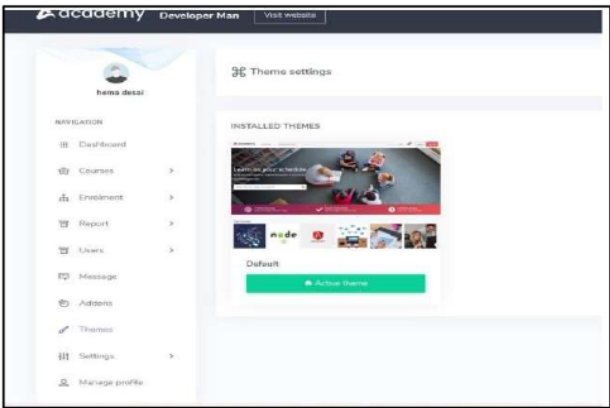 academy Developer Man Visit website
hema desai
Theme settings
NAVIGATION
Dashboard
Courses
Enrolment
Report
Users
Message
Addons
Themes
Settings
Manage profile
INSTALLED THEMES
Learn on your schedule
node
Default
Active theme